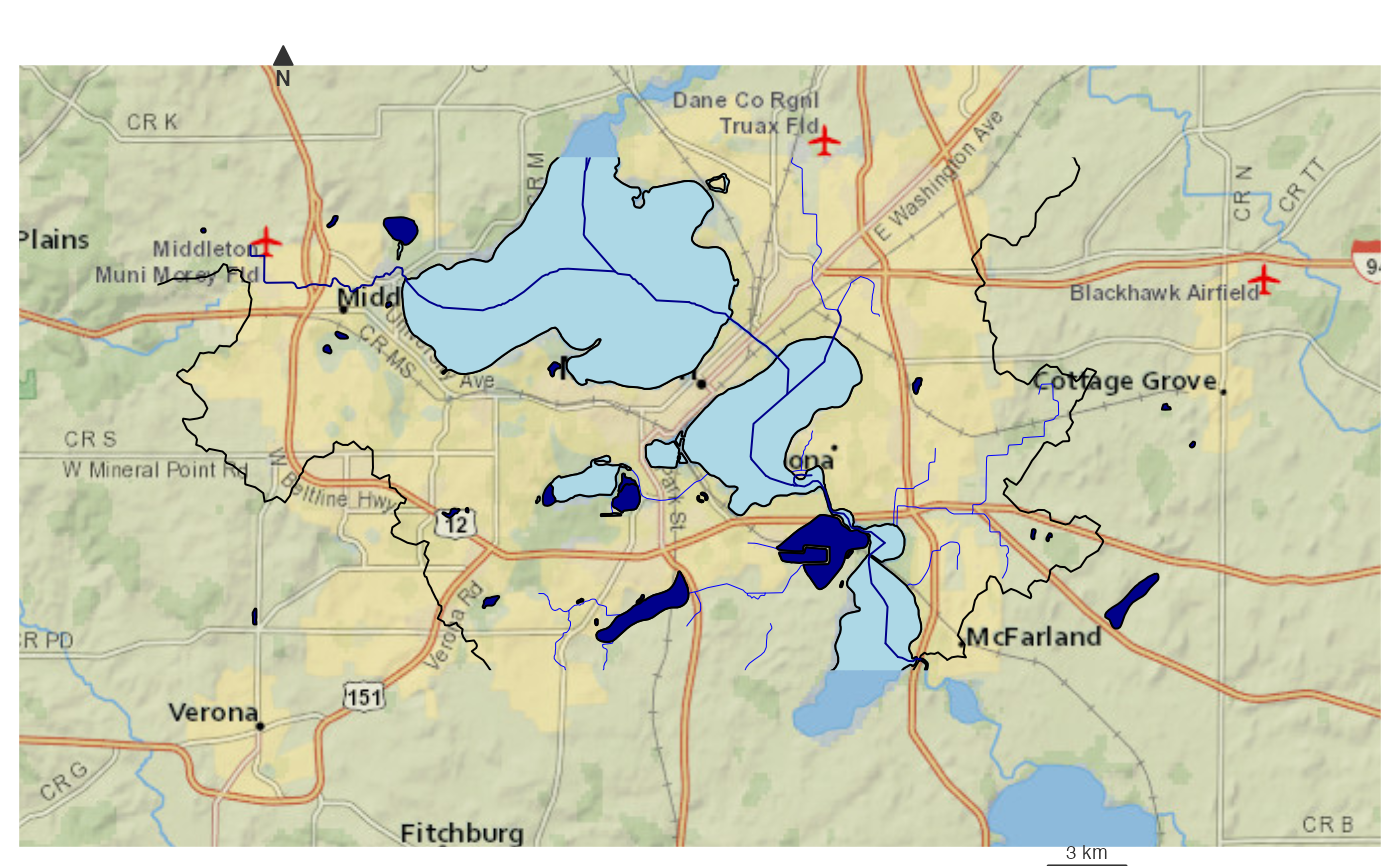 N
Dane Co Rgnl
Truax Fld
CR K
CR M
E Washington Ave
CR N
CR TT
Plains
Middleton
Muni Morey Fld
94
Midd
Blackhawk Airfield
University
CR MS
Ave
Cottage Grove
CR S
W Mineral Point Rd
W Beltline Hwy
ona
Park St
12
Verona Rd
CR PD
McFarland
151
Verona
CR G
Fitchburg
CR B
3 km